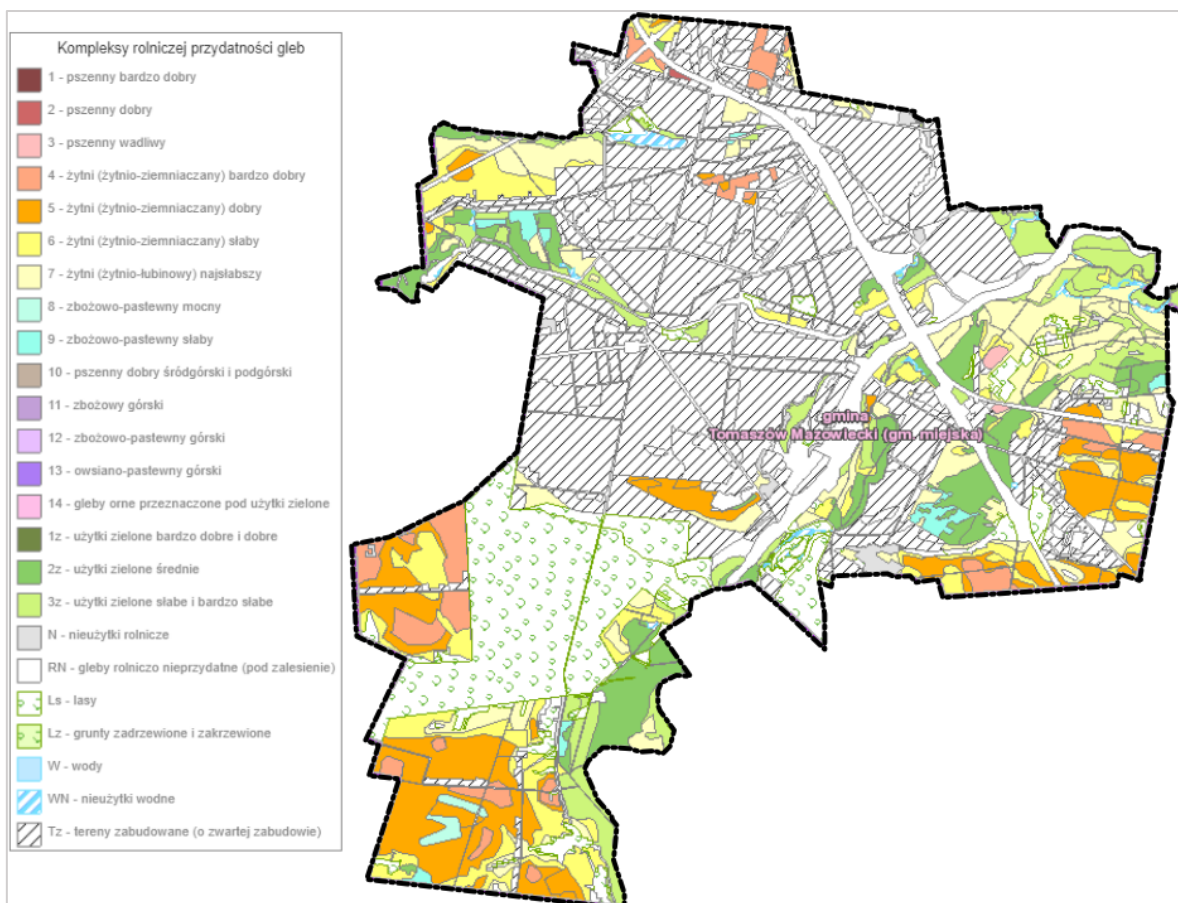 Kompleksy rolniczej przydatności gleb
1 - pszenny bardzo dobry
2 - pszenny dobry
3 - pszenny wadliwy
4 - żytni (żytnio-ziemniaczany) bardzo dobry
5 - żytni (żytnio-ziemniaczany) dobry
6 - żytni (żytnio-ziemniaczany) słaby
7 - żytni (żytnio-łubinowy) najsłabszy
8 - zbożowo-pastewny mocny
9 - zbożowo-pastewny słaby
10 - pszenny dobry śródgórski i podgórski
11 - zbożowy górski
12 - zbożowo-pastewny górski
13 - owsiano-pastewny górski
14 - gleby orne przeznaczone pod użytki zielone
1z - użytki zielone bardzo dobre i dobre
2z - użytki zielone średnie
3z - użytki zielone słabe i bardzo słabe
N - nieużytki rolnicze
RN - gleby rolniczo nieprzydatne (pod zalesienie)
Ls - lasy
Lz - grunty zadrzewione i zakrzewione
W - wody
WN - nieużytki wodne
Tz - tereny zabudowane (o zwartej zabudowie)
gmina
Tomaszów Mazowiecki (gm. miejska)